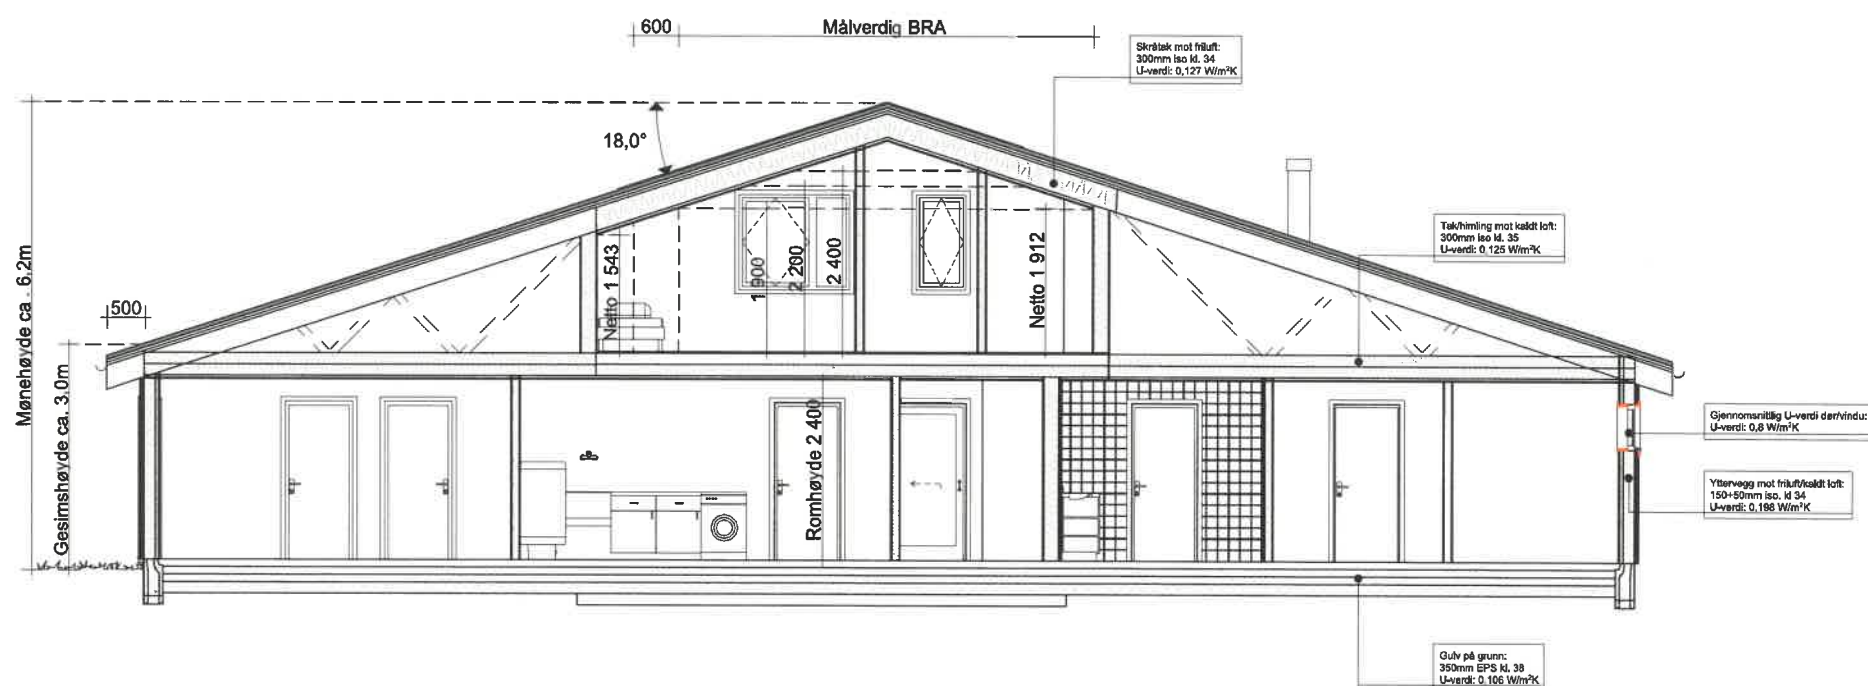 600
Målverdig BRA
Skråtak mot friluft:
300mm iso kl. 34
U-verdi: 0,127 W/m²K
18,0°
Mønehøyde ca. 6.2m
500
Gesimshøyde ca. 3.0m
Netto 1 543
1 900
2 200
2 400
Netto 1 912
Tak/himling mot kaldt loft:
300mm iso kl. 35
U-verdi: 0,125 W/m²K
Romhøyde 2 400
Gjennomsnittlig U-verdi dør/vindu:
U-verdi: 0,8 W/m²K
Yttervegg mot friluft/kaldt loft:
150+50mm iso. kl 34
U-verdi: 0,198 W/m²K
Gulv på grunn:
350mm EPS kl. 38
U-verdi: 0,106 W/m²K